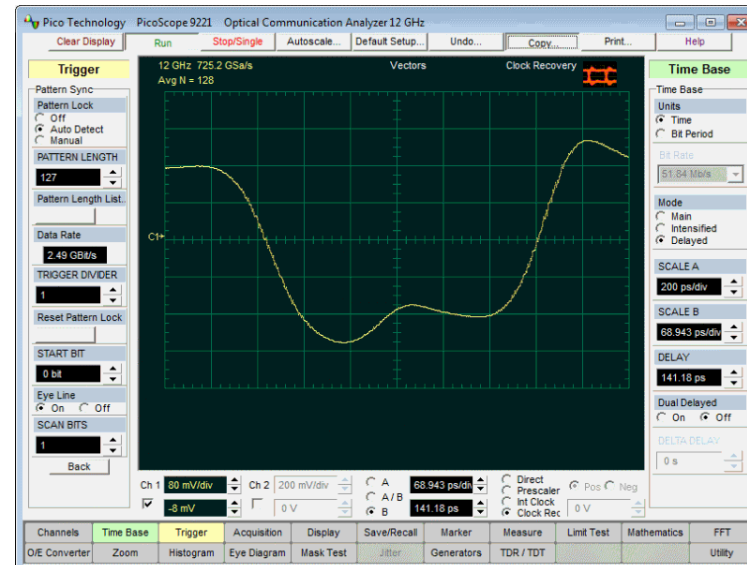 Pico Technology PicoScope 9221 Optical Communication Analyzer 12 GHz
Clear Display Run Stop/Single Autoscale... Default Setup... Undo... Copy... Print... Help
Trigger
Pattern Sync
Pattern Lock
Off
Auto Detect
Manual
PATTERN LENGTH
127
Pattern Length List..
Data Rate
2.49 GBit/s
TRIGGER DIVIDER
1
Reset Pattern Lock
START BIT
0 bit
Eye Line
On Off
SCAN BITS
1
Back
12 GHz 725.2 GSa/s Vectors Clock Recovery
Avg N = 128
C1
Time Base
Time Base
Units
Time
Bit Period
Bit Rate
51.84 Mb/s
Mode
Main
Intensified
Delayed
SCALE A
200 ps/div
SCALE B
68.943 ps/div
DELAY
141.18 ps
Dual Delayed
On Off
DELTA DELAY
0 s
Ch 1 80 mV/div Ch 2 200 mV/div A 68.943 ps/div Direct Pos Neg
A / B Prescaler
-8 mV 0 V B 141.18 ps Int Clock 0 V
Clock Rec
Channels Time Base Trigger Acquisition Display Save/Recall Marker Measure Limit Test Mathematics FFT
O/E Converter Zoom Histogram Eye Diagram Mask Test Jitter Generators TDR / TDT Utility